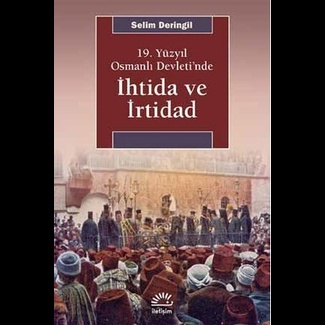 Selim Deringil
19. Yüzyıl
Osmanlı Devleti'nde
İhtida ve
İrtidad
iletişim